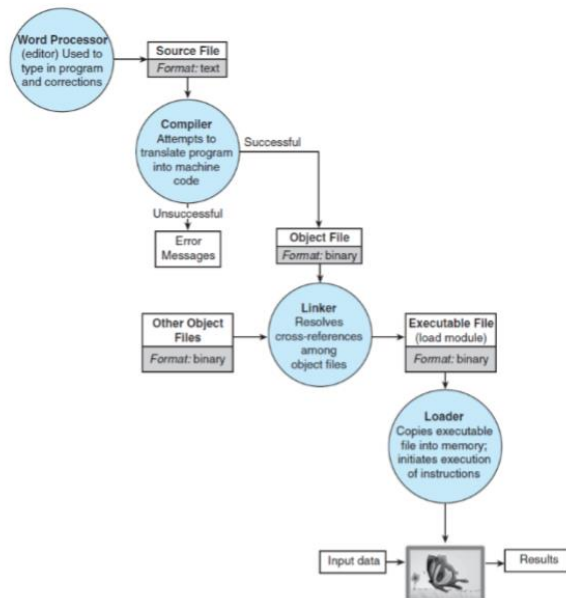 Word Processor
(editor) Used to
type in program
and corrections
Source File
Format: text
Compiler
Attempts to
translate program
into machine
code
Successful
Unsuccessful
Error
Messages
Object File
Format: binary
Other Object
Files
Format: binary
Linker
Resolves
cross-references
among
object files
Executable File
(load module)
Format: binary
Loader
Copies executable
file into memory;
initiates execution
of instructions
Input data
Results